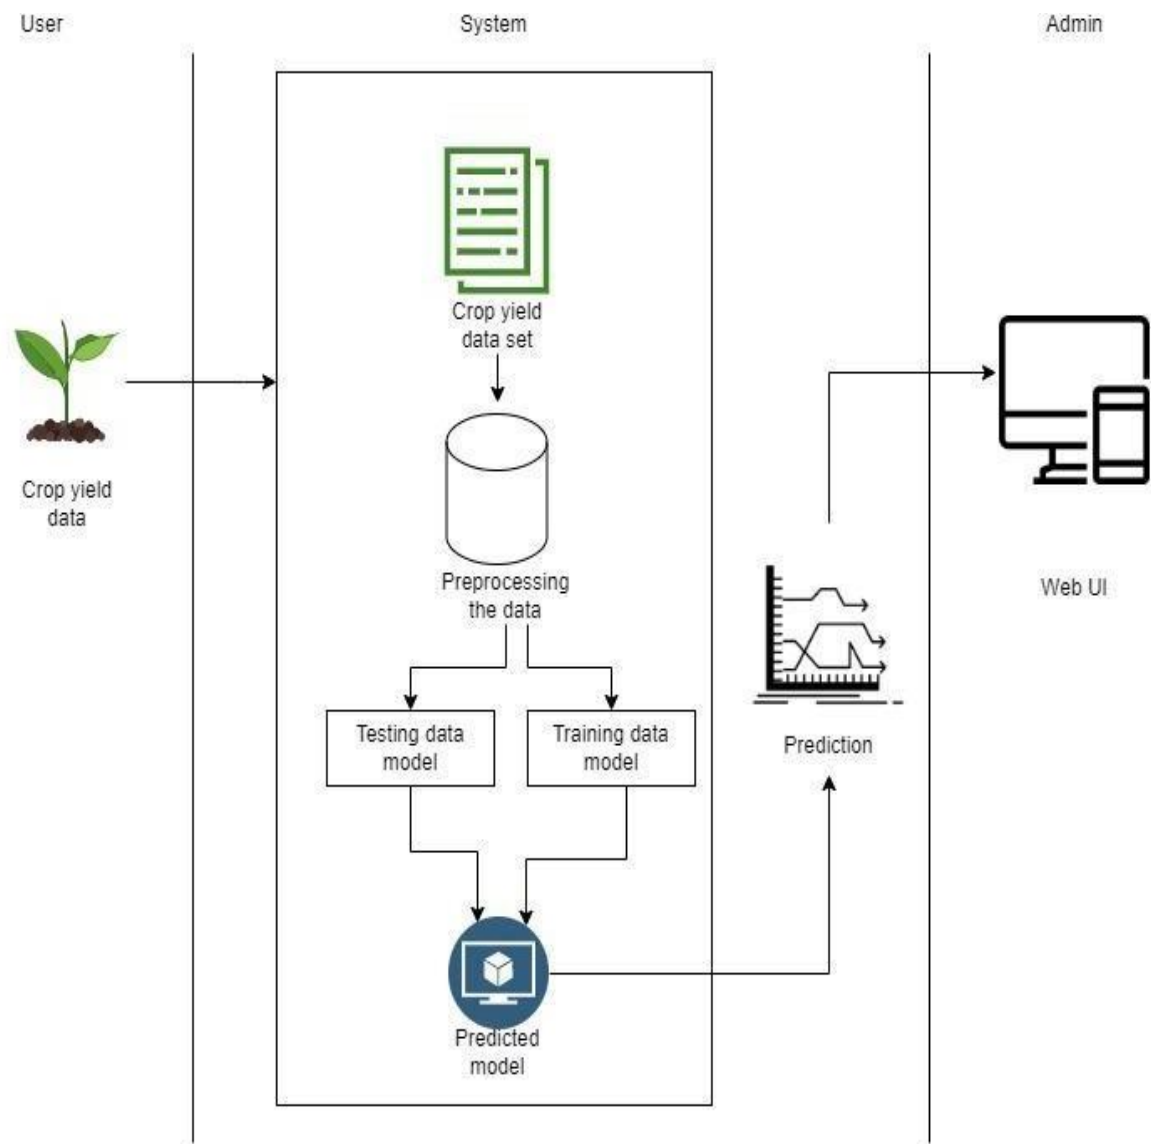 User
System
Admin
Crop yield
data set
Crop yield
data
Preprocessing
the data
Web UI
Testing data
model
Training data
model
Prediction
Predicted
model